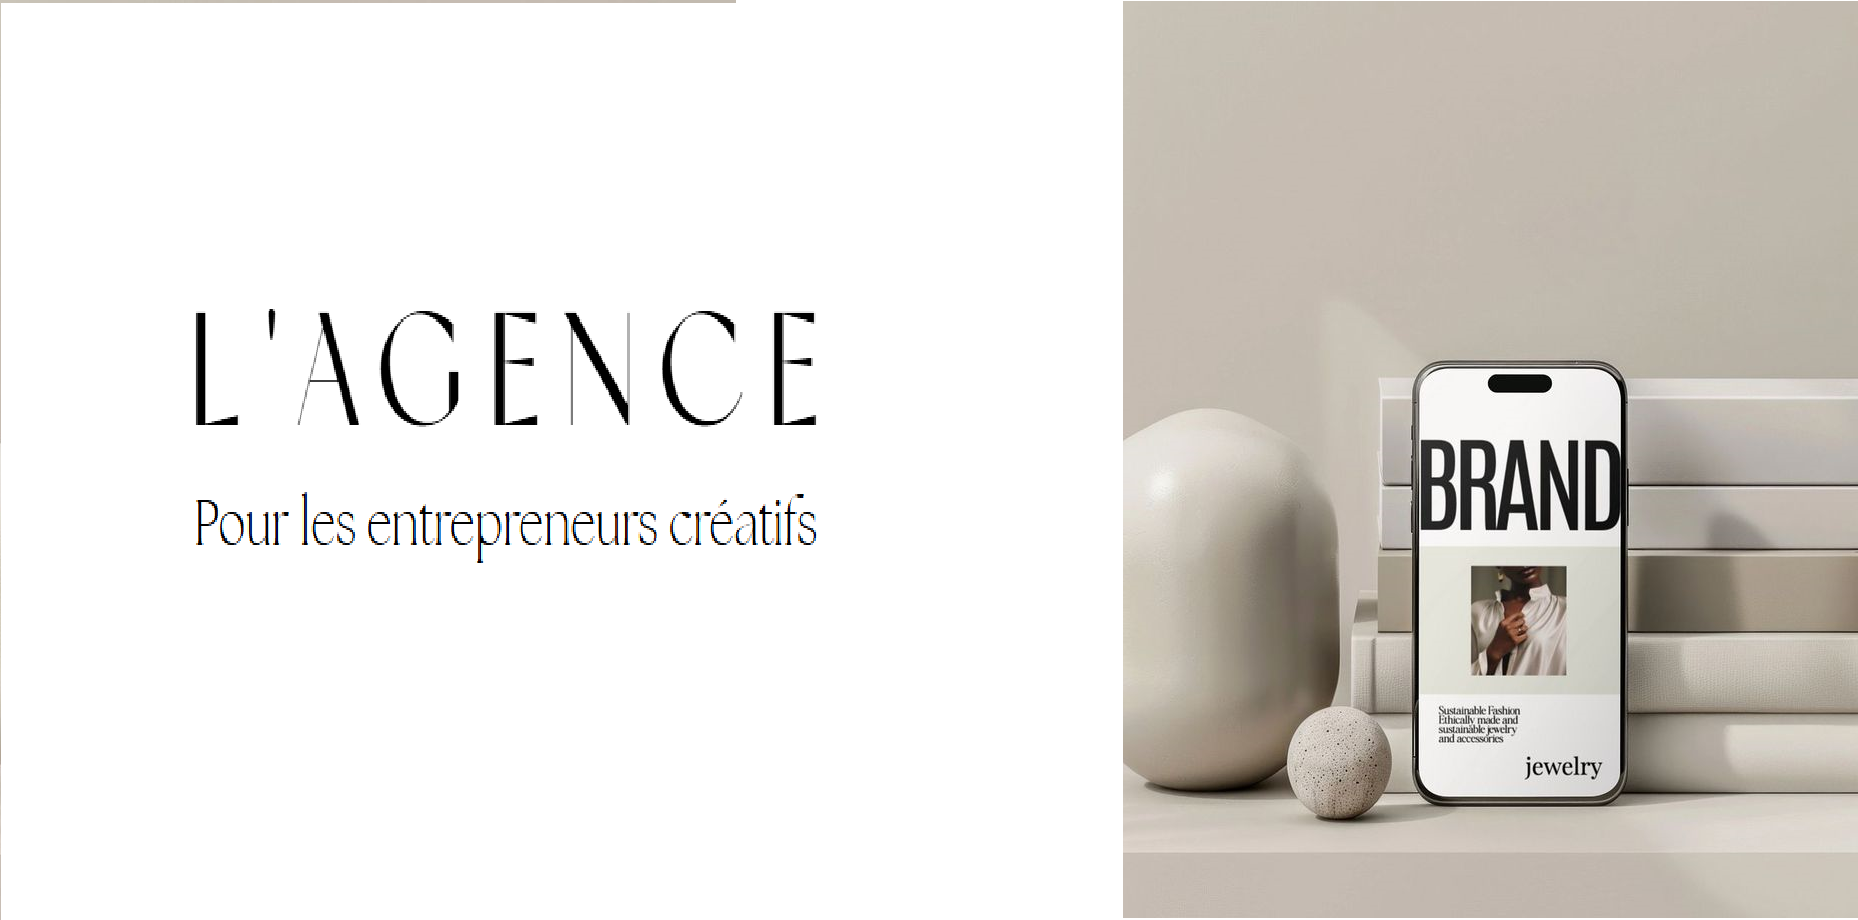 L'AGENCE
Pour les entrepreneurs créatifs
BRAND
Sustainable Fashion
Ethically made and
sustainable jewelry
and accessories
jewelry